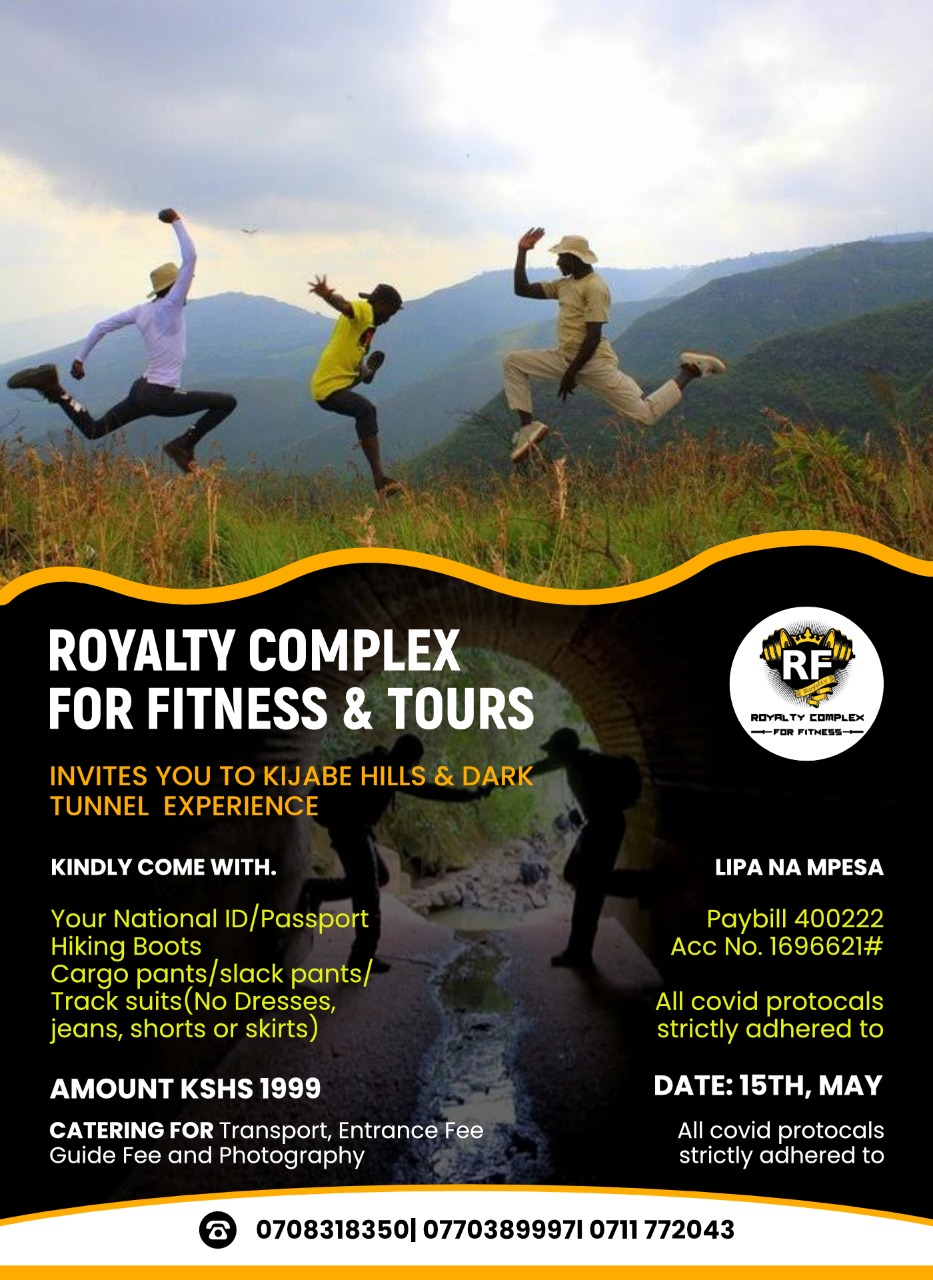 ROYALTY COMPLEX
FOR FITNESS & TOURS
RF
Royalty
ROYALTY COMPLEX
FOR FITNESS
INVITES YOU TO KIJABE HILLS & DARK
TUNNEL EXPERIENCE
KINDLY COME WITH.
Your National ID/Passport
Hiking Boots
Cargo pants/slack pants/
Track suits(No Dresses,
jeans, shorts or skirts)
LIPA NA MPESA
Paybill 400222
Acc No. 1696621#
All covid protocals
strictly adhered to
AMOUNT KSHS 1999
CATERING FOR Transport, Entrance Fee
Guide Fee and Photography
DATE: 15TH, MAY
All covid protocals
strictly adhered to
0708318350| 0770389997I 0711 772043